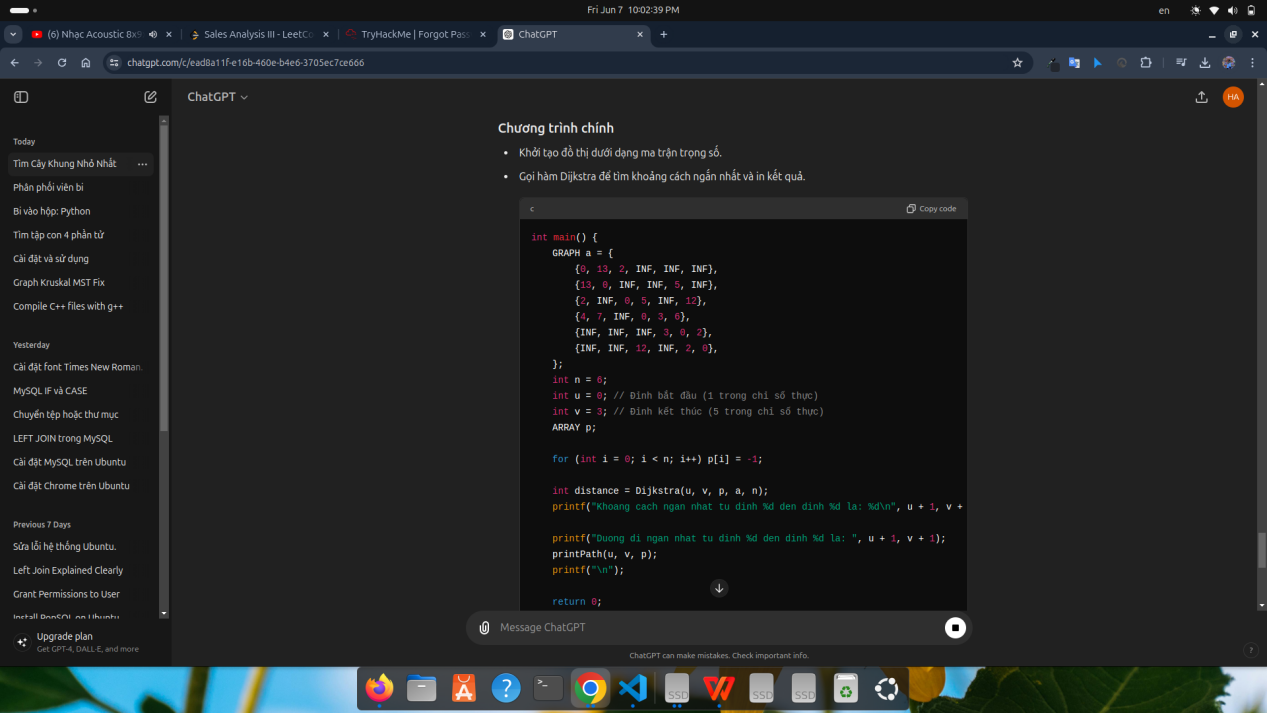 Fri Jun 7 10:02:39 PM
en
(6) Nhạc Acoustic 8x9
Sales Analysis III - LeetCo
TryHackMe | Forgot Pass
ChatGPT
chatgpt.com/c/ead8a11f-e16b-460e-b4e6-3705ec7ce666
ChatGPT
HA
Today
Tìm Cây Khung Nhỏ Nhất
Phân phối viên bi
Bi vào hộp: Python
Tìm tập con 4 phần tử
Cài đặt và sử dụng
Graph Kruskal MST Fix
Compile C++ files with g++
Yesterday
Cài đặt font Times New Roman.
MySQL IF và CASE
Chuyển tệp hoặc thư mục
LEFT JOIN trong MySQL
Cài đặt MySQL trên Ubuntu
Cài đặt Chrome trên Ubuntu
Previous 7 Days
Sửa lỗi hệ thống Ubuntu.
Left Join Explained Clearly
Grant Permissions to User
Install PopSQL on Ubuntu
Upgrade plan
Get GPT-4, DALL-E, and more
Chương trình chính
• Khởi tạo đồ thị dưới dạng ma trận trọng số.
• Gọi hàm Dijkstra để tìm khoảng cách ngắn nhất và in kết quả.
c
Copy code
int main() {
GRAPH a = {
{0, 13, 2, INF, INF, INF},
{13, 0, INF, INF, 5, INF},
{2, INF, 0, 5, INF, 12},
{4, 7, INF, 0, 3, 6},
{INF, INF, INF, 3, 0, 2},
{INF, INF, 12, INF, 2, 0},
};
int n = 6;
int u = 0; // Đỉnh bắt đầu (1 trong chỉ số thực)
int v = 3; // Đỉnh kết thúc (5 trong chỉ số thực)
ARRAY p;
for (int i = 0; i < n; i++) p[i] = -1;
int distance = Dijkstra(u, v, p, a, n);
printf("Khoang cach ngan nhat tu dinh %d den dinh %d la: %d\n", u + 1, v +
printf("Duong di ngan nhat tu dinh %d den dinh %d la: ", u + 1, v + 1);
printPath(u, v, p);
printf("\n");
return 0;
Message ChatGPT
ChatGPT can make mistakes. Check important info.
?
SSD
SSD
SSD